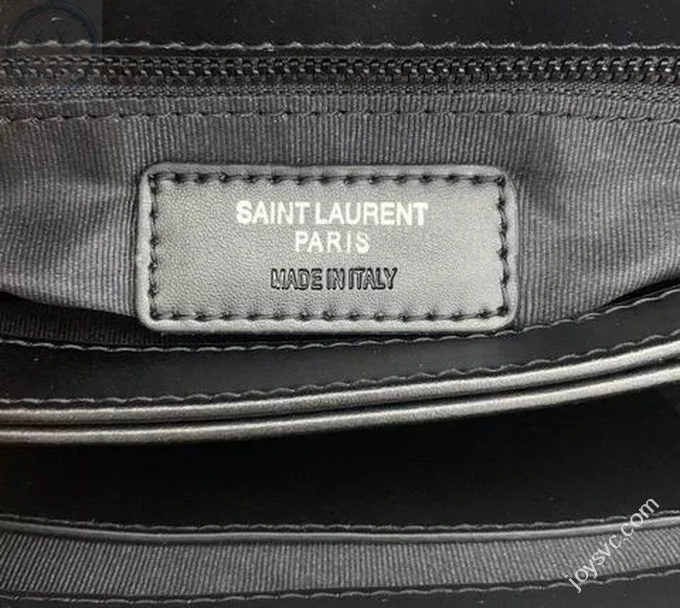 SAINT LAURENT
PARIS
MADE IN ITALY
joysvc.com